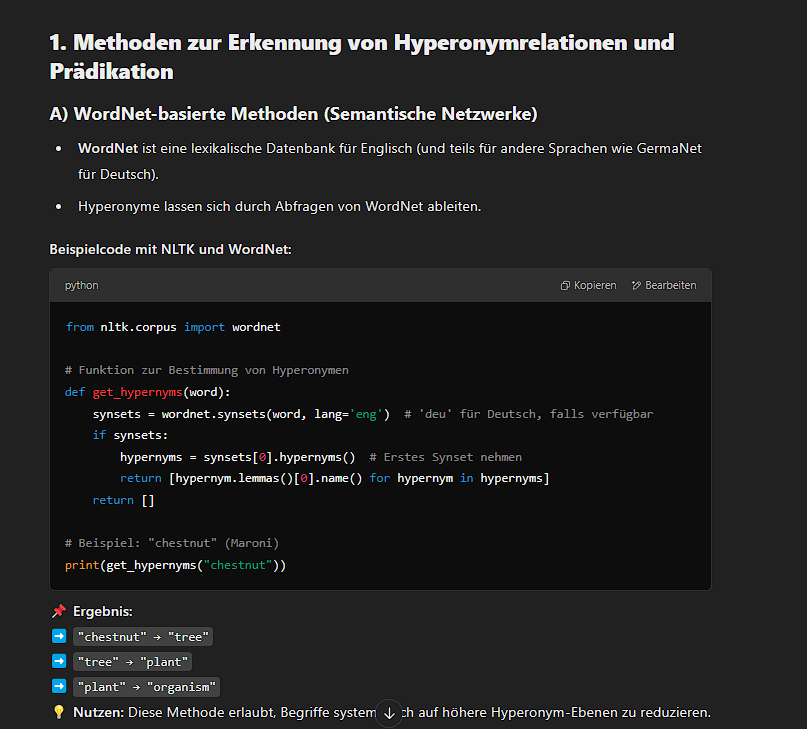 1. Methoden zur Erkennung von Hyperonymrelationen und
Prädikation
A) WordNet-basierte Methoden (Semantische Netzwerke)
• WordNet ist eine lexikalische Datenbank für Englisch (und teils für andere Sprachen wie GermaNet
für Deutsch).
• Hyperonyme lassen sich durch Abfragen von WordNet ableiten.
Beispielcode mit NLTK und WordNet:
python Kopieren Bearbeiten
from nltk.corpus import wordnet
# Funktion zur Bestimmung von Hyperonymen
def get_hypernyms(word):
    synsets = wordnet.synsets(word, lang='eng')  # 'deu' für Deutsch, falls verfügbar
    if synsets:
        hypernyms = synsets[0].hypernyms()  # Erstes Synset nehmen
        return [hypernym.lemmas()[0].name() for hypernym in hypernyms]
    return []
# Beispiel: "chestnut" (Maroni)
print(get_hypernyms("chestnut"))
📌 Ergebnis:
➡ "chestnut" → "tree"
➡ "tree" → "plant"
➡ "plant" → "organism"
💡 Nutzen: Diese Methode erlaubt, Begriffe system ch auf höhere Hyperonym-Ebenen zu reduzieren.